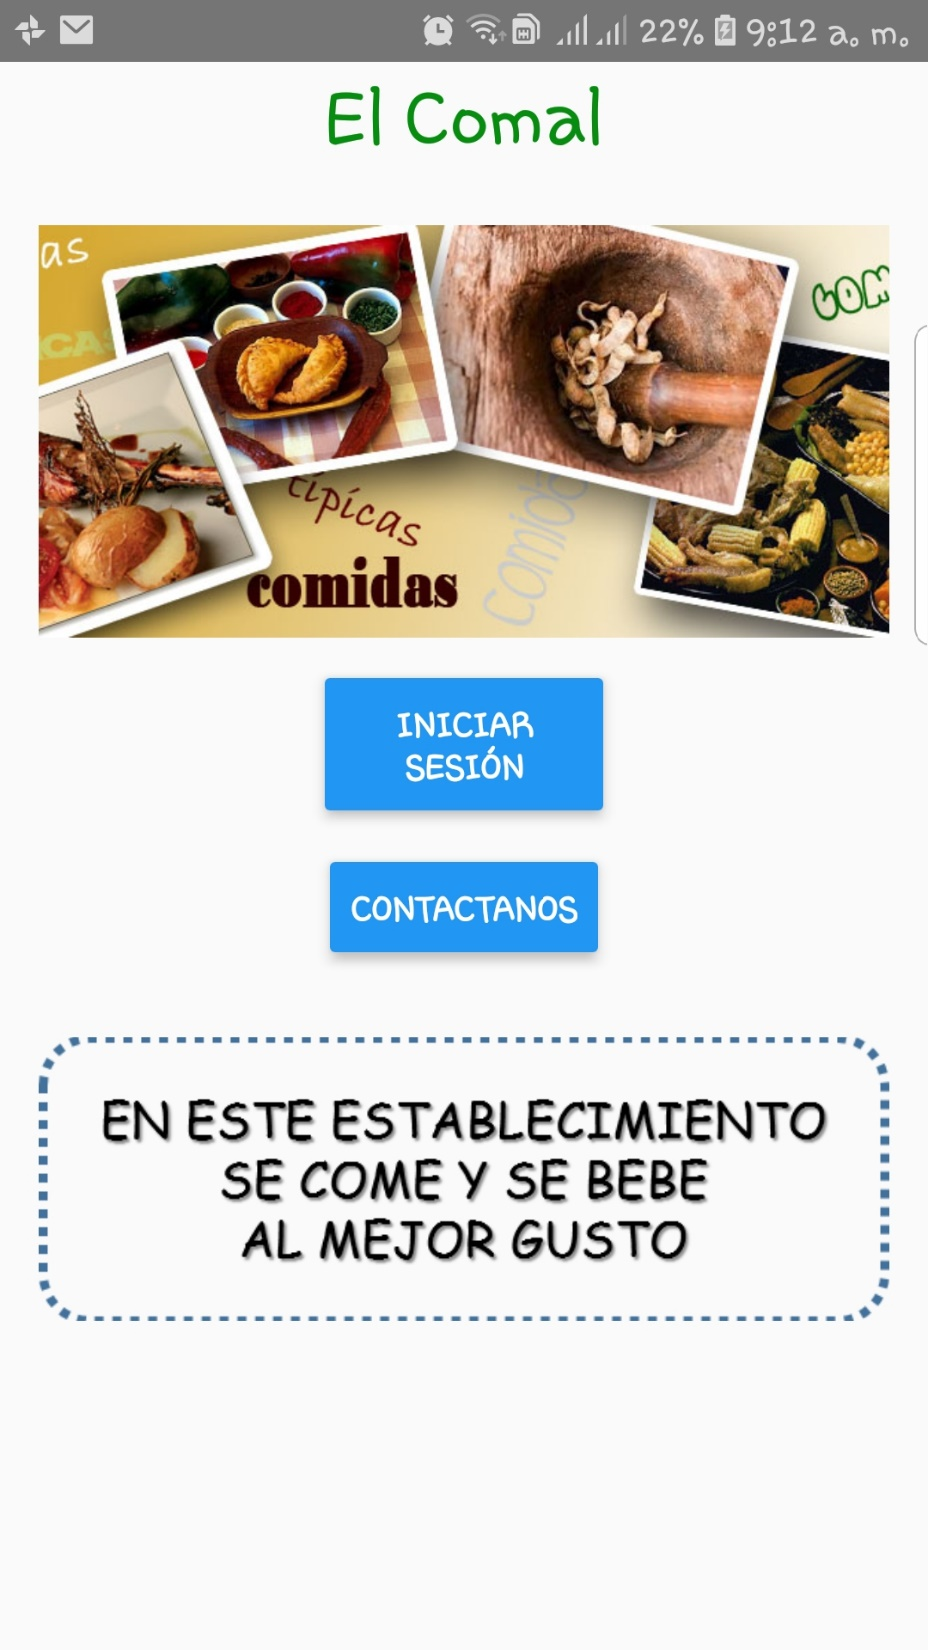 22% 9:12 a. m.
El Comal
as
típícas
comidas
INICIAR
SESIÓN
CONTACTANOS
EN ESTE ESTABLECIMIENTO
SE COME Y SE BEBE
AL MEJOR GUSTO